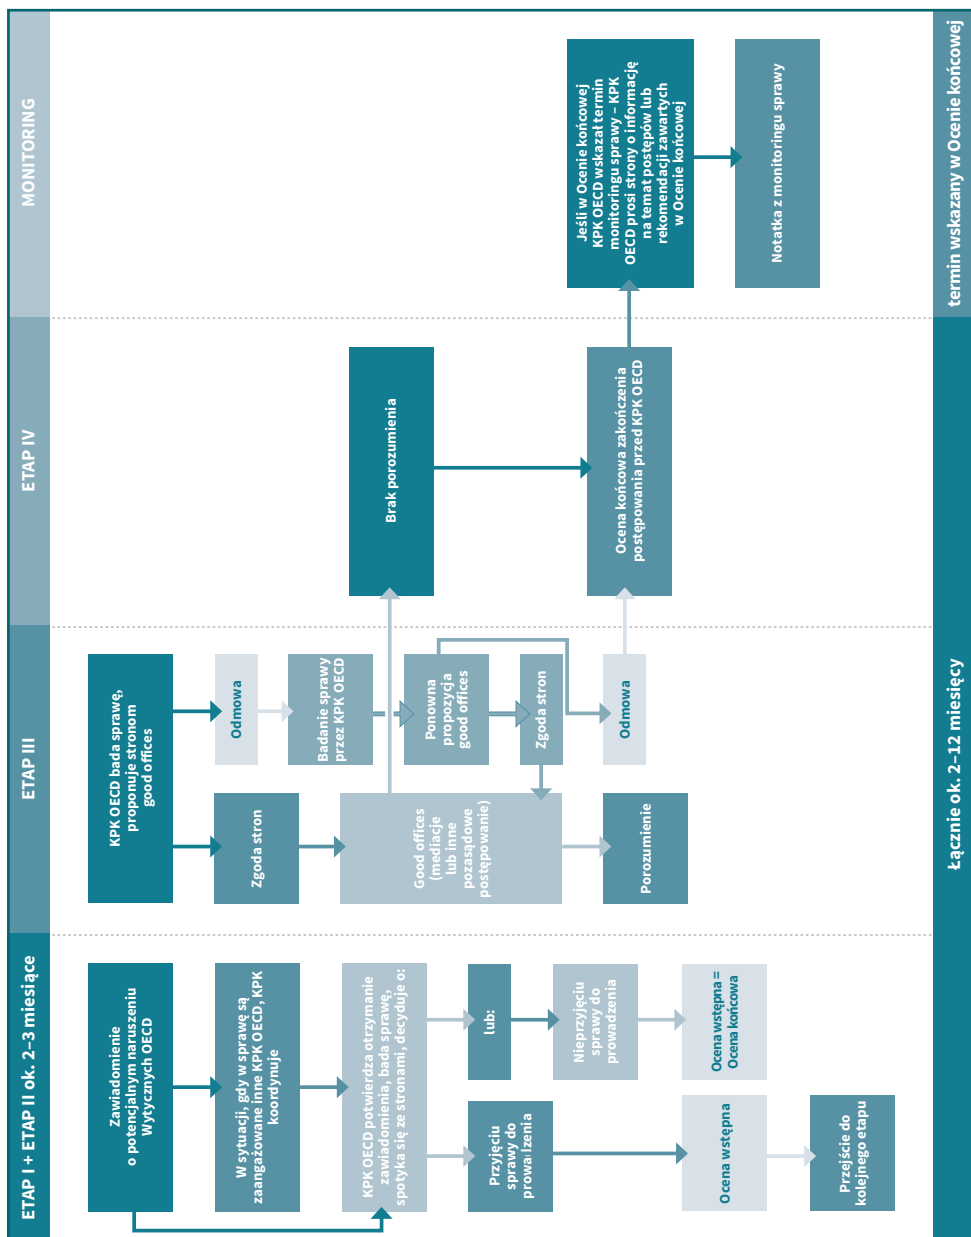 ETAP I + ETAP II ok. 2–3 miesiące
Zawiadomienie
o potencjalnym naruszeniu
Wytycznych OECD
W sytuacji, gdy w sprawę są
zaangażowane inne KPK OECD, KPK
koordynuje
KPK OECD potwierdza otrzymanie
zawiadomienia, bada sprawę,
spotyka się ze stronami, decyduje o:
Przyjęciu
sprawy do
Ocena wstępna
Przejście do
kolejnego etapu
lub:
Nieprzyjęciu
sprawy do
prowadzenia
Ocena wstępna =
Ocena końcowa
ETAP III
KPK OECD bada sprawę,
proponuje stronom
good offices
Zgoda stron
Good offices
(mediacje
lub inne
pozasądowe
postępowanie)
Porozumienie
Odmowa
Badanie sprawy
przez KPK OECD
Ponowna
propozycja
good offices
Zgoda stron
Odmowa
ETAP IV
Brak porozumienia
Ocena końcowa zakończenia
postępowania przed KPK OECD
MONITORING
Jeśli w Ocenie końcowej
KPK OECD wskazał termin
monitoringu sprawy – KPK
OECD prosi strony o informację
na temat postępów lub
rekomendacji zawartych
w Ocenie końcowej
Notatka z monitoringu sprawy
Łącznie ok. 2–12 miesięcy
termin wskazany w Ocenie końcowej